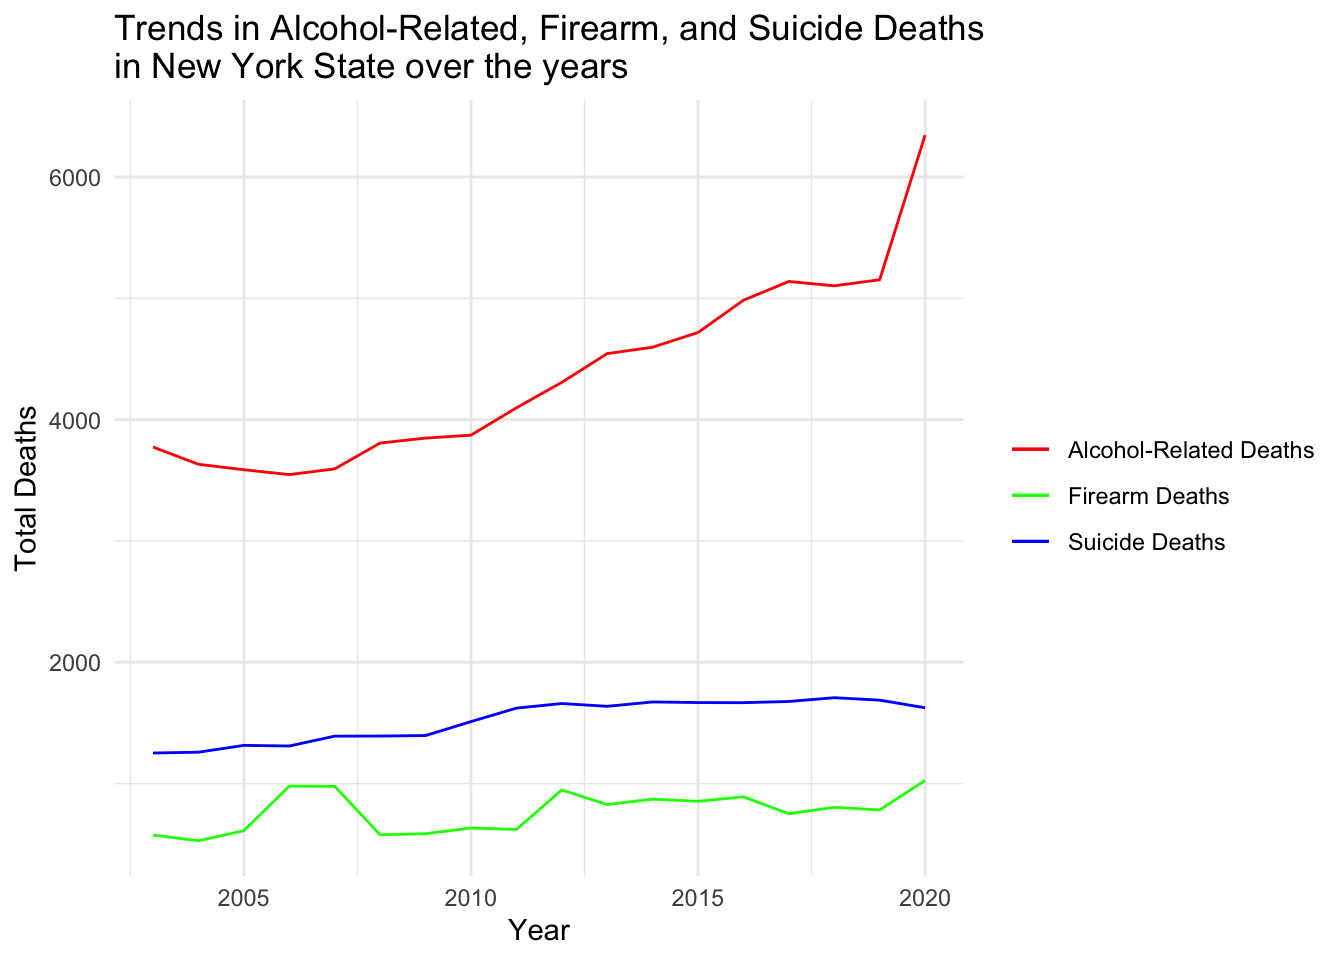 Trends in Alcohol-Related, Firearm, and Suicide Deaths
in New York State over the years
6000
4000
2000
Total Deaths
2005
2010
2015
2020
Year
Alcohol-Related Deaths
Firearm Deaths
Suicide Deaths